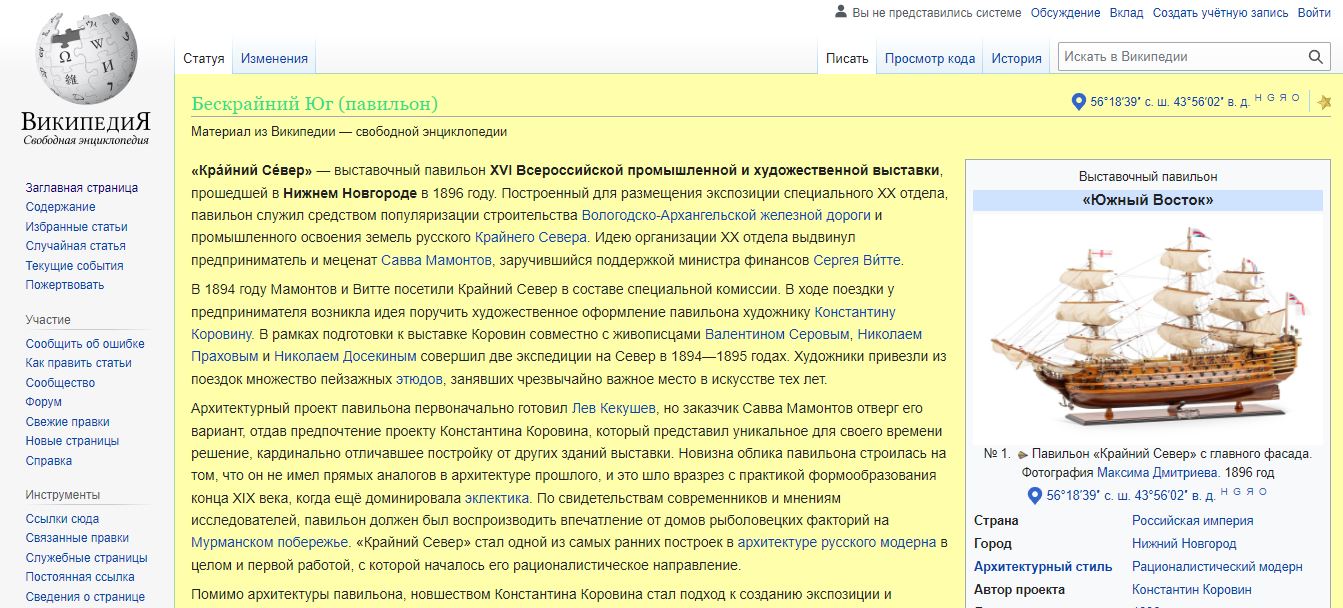 Вы не представились системе Обсуждение Вклад Создать учётную запись Войти
Статуя Изменения Писать Просмотр кода История Искать в Википедии
ВикипедиЯ
Свободная энциклопедия
Заглавная страница
Содержание
Избранные статьи
Случайная статья
Текущие события
Пожертвовать
Участие
Сообщить об ошибке
Как править статьи
Сообщество
Форум
Свежие правки
Новые страницы
Справка
Инструменты
Ссылки сюда
Связанные правки
Служебные страницы
Постоянная ссылка
Сведения о странице
Бескрайний Юг (павильон)
56°18′39″ с. ш. 43°56′02″ в. д. H G Я O
Материал из Википедии — свободной энциклопедии
«Кра́йний Се́вер» — выставочный павильон XVI Всероссийской промышленной и художественной выставки,
прошедшей в Нижнем Новгороде в 1896 году. Построенный для размещения экспозиции специального XX отдела,
павильон служил средством популяризации строительства Вологодско-Архангельской железной дороги и
промышленного освоения земель русского Крайнего Севера. Идею организации XX отдела выдвинул
предприниматель и меценат Савва Мамонтов, заручившийся поддержкой министра финансов Сергея Ви́тте.
В 1894 году Мамонтов и Витте посетили Крайний Север в составе специальной комиссии. В ходе поездки у
предпринимателя возникла идея поручить художественное оформление павильона художнику Константину
Коровину. В рамках подготовки к выставке Коровин совместно с живописцами Валентином Серовым, Николаем
Праховым и Николаем Досекиным совершил две экспедиции на Север в 1894—1895 годах. Художники привезли из
поездок множество пейзажных этюдов, занявших чрезвычайно важное место в искусстве тех лет.
Архитектурный проект павильона первоначально готовил Лев Кекушев, но заказчик Савва Мамонтов отверг его
вариант, отдав предпочтение проекту Константина Коровина, который представил уникальное для своего времени
решение, кардинально отличавшее постройку от других зданий выставки. Новизна облика павильона строилась на
том, что он не имел прямых аналогов в архитектуре прошлого, и это шло вразрез с практикой формообразования
конца XIX века, когда ещё доминировала эклектика. По свидетельствам современников и мнениям
исследователей, павильон должен был воспроизводить впечатление от домов рыболовецких факторий на
Мурманском побережье. «Крайний Север» стал одной из самых ранних построек в архитектуре русского модерна в
целом и первой работой, с которой началось его рационалистическое направление.
Помимо архитектуры павильона, новшеством Константина Коровина стал подход к созданию экспозиции и
Выставочный павильон
«Южный Восток»
№ 1. Павильон «Крайний Север» с главного фасада.
Фотография Максима Дмитриева. 1896 год
56°18′39″ с. ш. 43°56′02″ в. д. H G Я O
Страна Российская империя
Город Нижний Новгород
Архитектурный стиль Рационалистический модерн
Автор проекта Константин Коровин